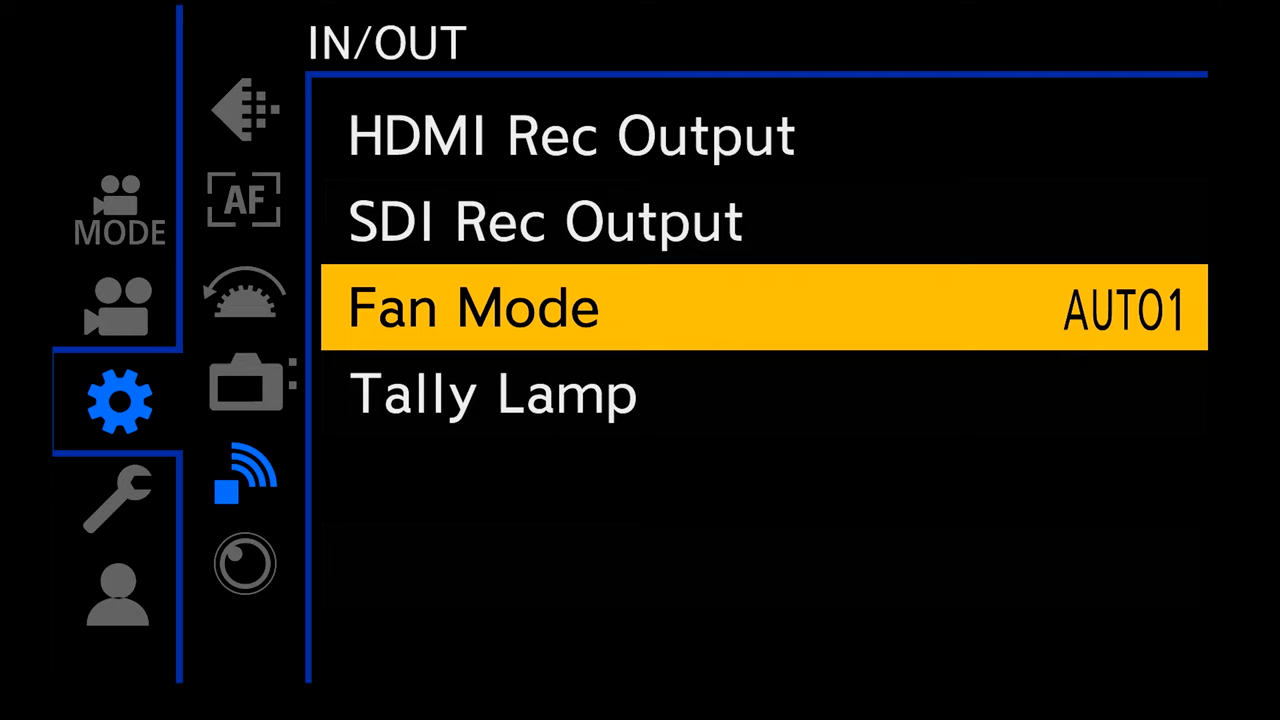 IN/OUT
HDMI Rec Output
SDI Rec Output
Fan Mode AUTO1
Tally Lamp
MODE
AF